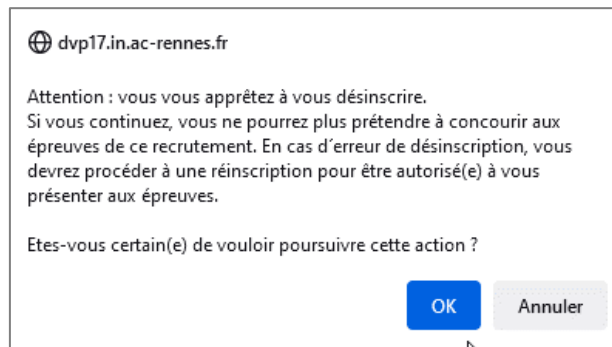 dvp17.in.ac-rennes.fr
Attention : vous vous apprêtez à vous désinscrire.
Si vous continuez, vous ne pourrez plus prétendre à concourir aux
épreuves de ce recrutement. En cas d´erreur de désinscription, vous
devrez procéder à une réinscription pour être autorisé(e) à vous
présenter aux épreuves.
Etes-vous certain(e) de vouloir poursuivre cette action ?
OK Annuler